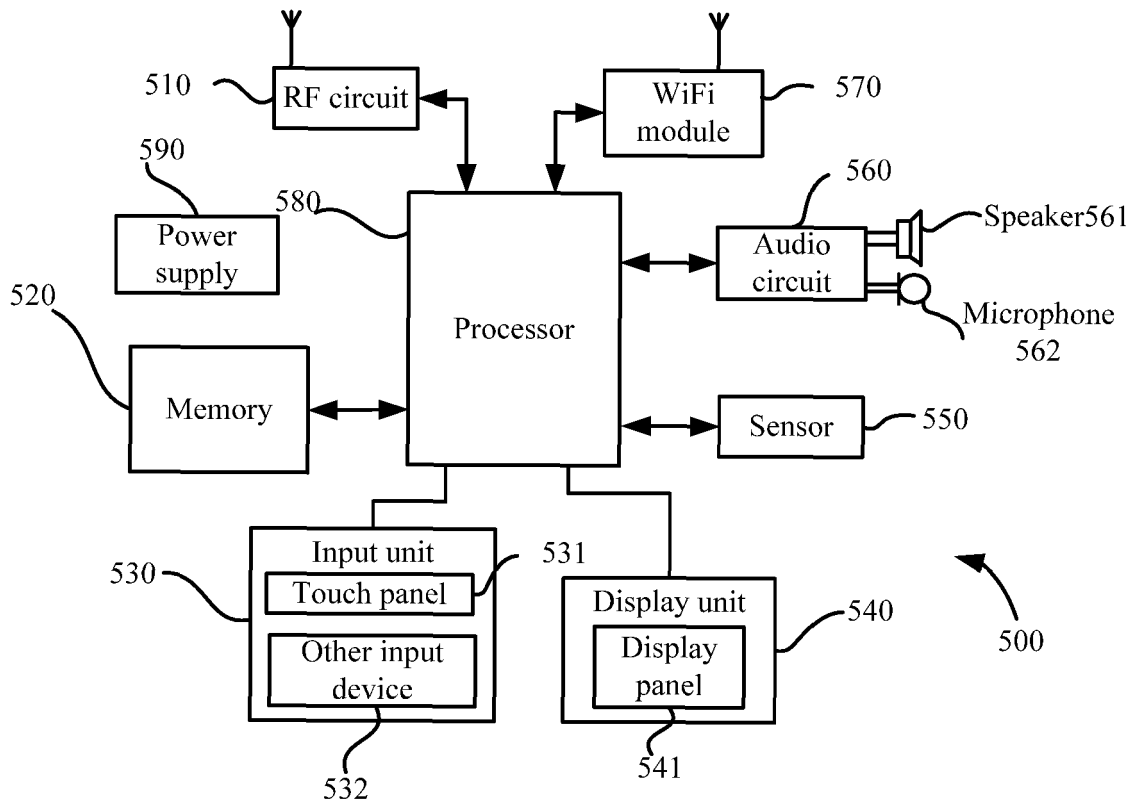 510
RF circuit
WiFi
module
570
590
Power
supply
580
560
Audio
circuit
Speaker561
Microphone
562
520
Memory
Processor
Sensor
550
Input unit
531
530
Touch panel
Other input
device
532
Display unit
540
Display
panel
541
500